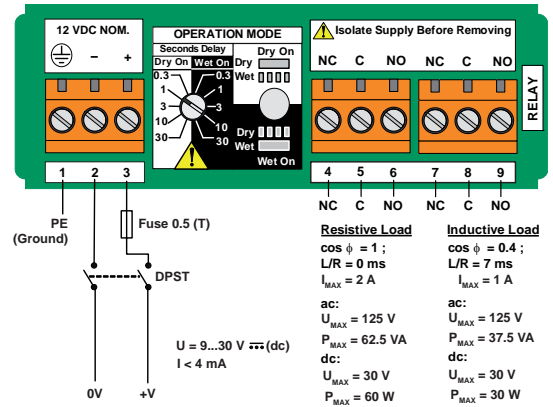 12 VDC NOM.
– +
OPERATION MODE
Seconds Delay
Dry On Wet On
0.3 0.3
1 1
3 3
10 10
30 30
Dry On
Dry
Wet
Dry
Wet
Wet On
Isolate Supply Before Removing
NC C NO NC C NO
RELAY
1 2 3
4 5 6 7 8 9
NC C NO NC C NO
PE
(Ground)
Fuse 0.5 (T)
DPST
0V +V
U = 9...30 V (dc)
I < 4 mA
Resistive Load
cos ϕ = 1 ;
L/R = 0 ms
IMAX = 2 A
ac:
UMAX = 125 V
PMAX = 62.5 VA
dc:
UMAX = 30 V
PMAX = 60 W
Inductive Load
cos ϕ = 0.4 ;
L/R = 7 ms
IMAX = 1 A
ac:
UMAX = 125 V
PMAX = 37.5 VA
dc:
UMAX = 30 V
PMAX = 30 W